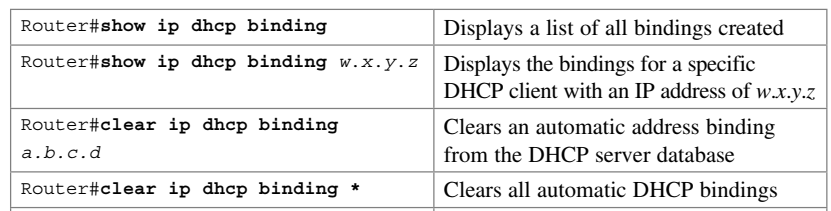 Router#show ip dhcp binding
Displays a list of all bindings created
Router#show ip dhcp binding w.x.y.z
Displays the bindings for a specific
DHCP client with an IP address of w.x.y.z
Router#clear ip dhcp binding
a.b.c.d
Clears an automatic address binding
from the DHCP server database
Router#clear ip dhcp binding *
Clears all automatic DHCP bindings